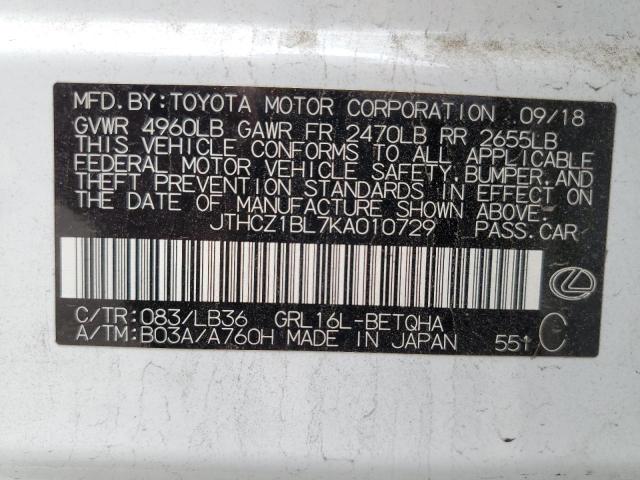 MFD. BY: TOYOTA MOTOR CORPORATION 09/18
GVWR 4960LB GAWR FR 2470LB RR 2655LB
THIS VEHICLE CONFORMS TO ALL APPLICABLE
FEDERAL MOTOR VEHICLE SAFETY, BUMPER, AND
THEFT PREVENTION STANDARDS IN EFFECT ON
THE DATE OF MANUFACTURE SHOWN ABOVE.
JTHCZ1BL7KA010729 PASS. CAR
C/TR: 083/LB36 GRL16L-BETQHA
A/TM: B03A/A760H MADE IN JAPAN 551 C